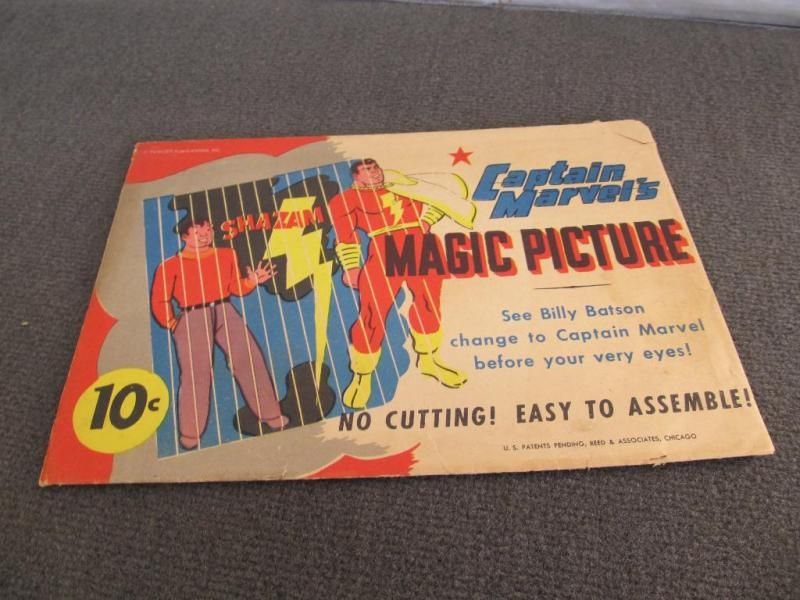 SHAZAM
Captain
Marvel's
MAGIC PICTURE
See Billy Batson
change to Captain Marvel
before your very eyes!
10c
NO CUTTING! EASY TO ASSEMBLE!
U. S. PATENTS PENDING, REED & ASSOCIATES, CHICAGO